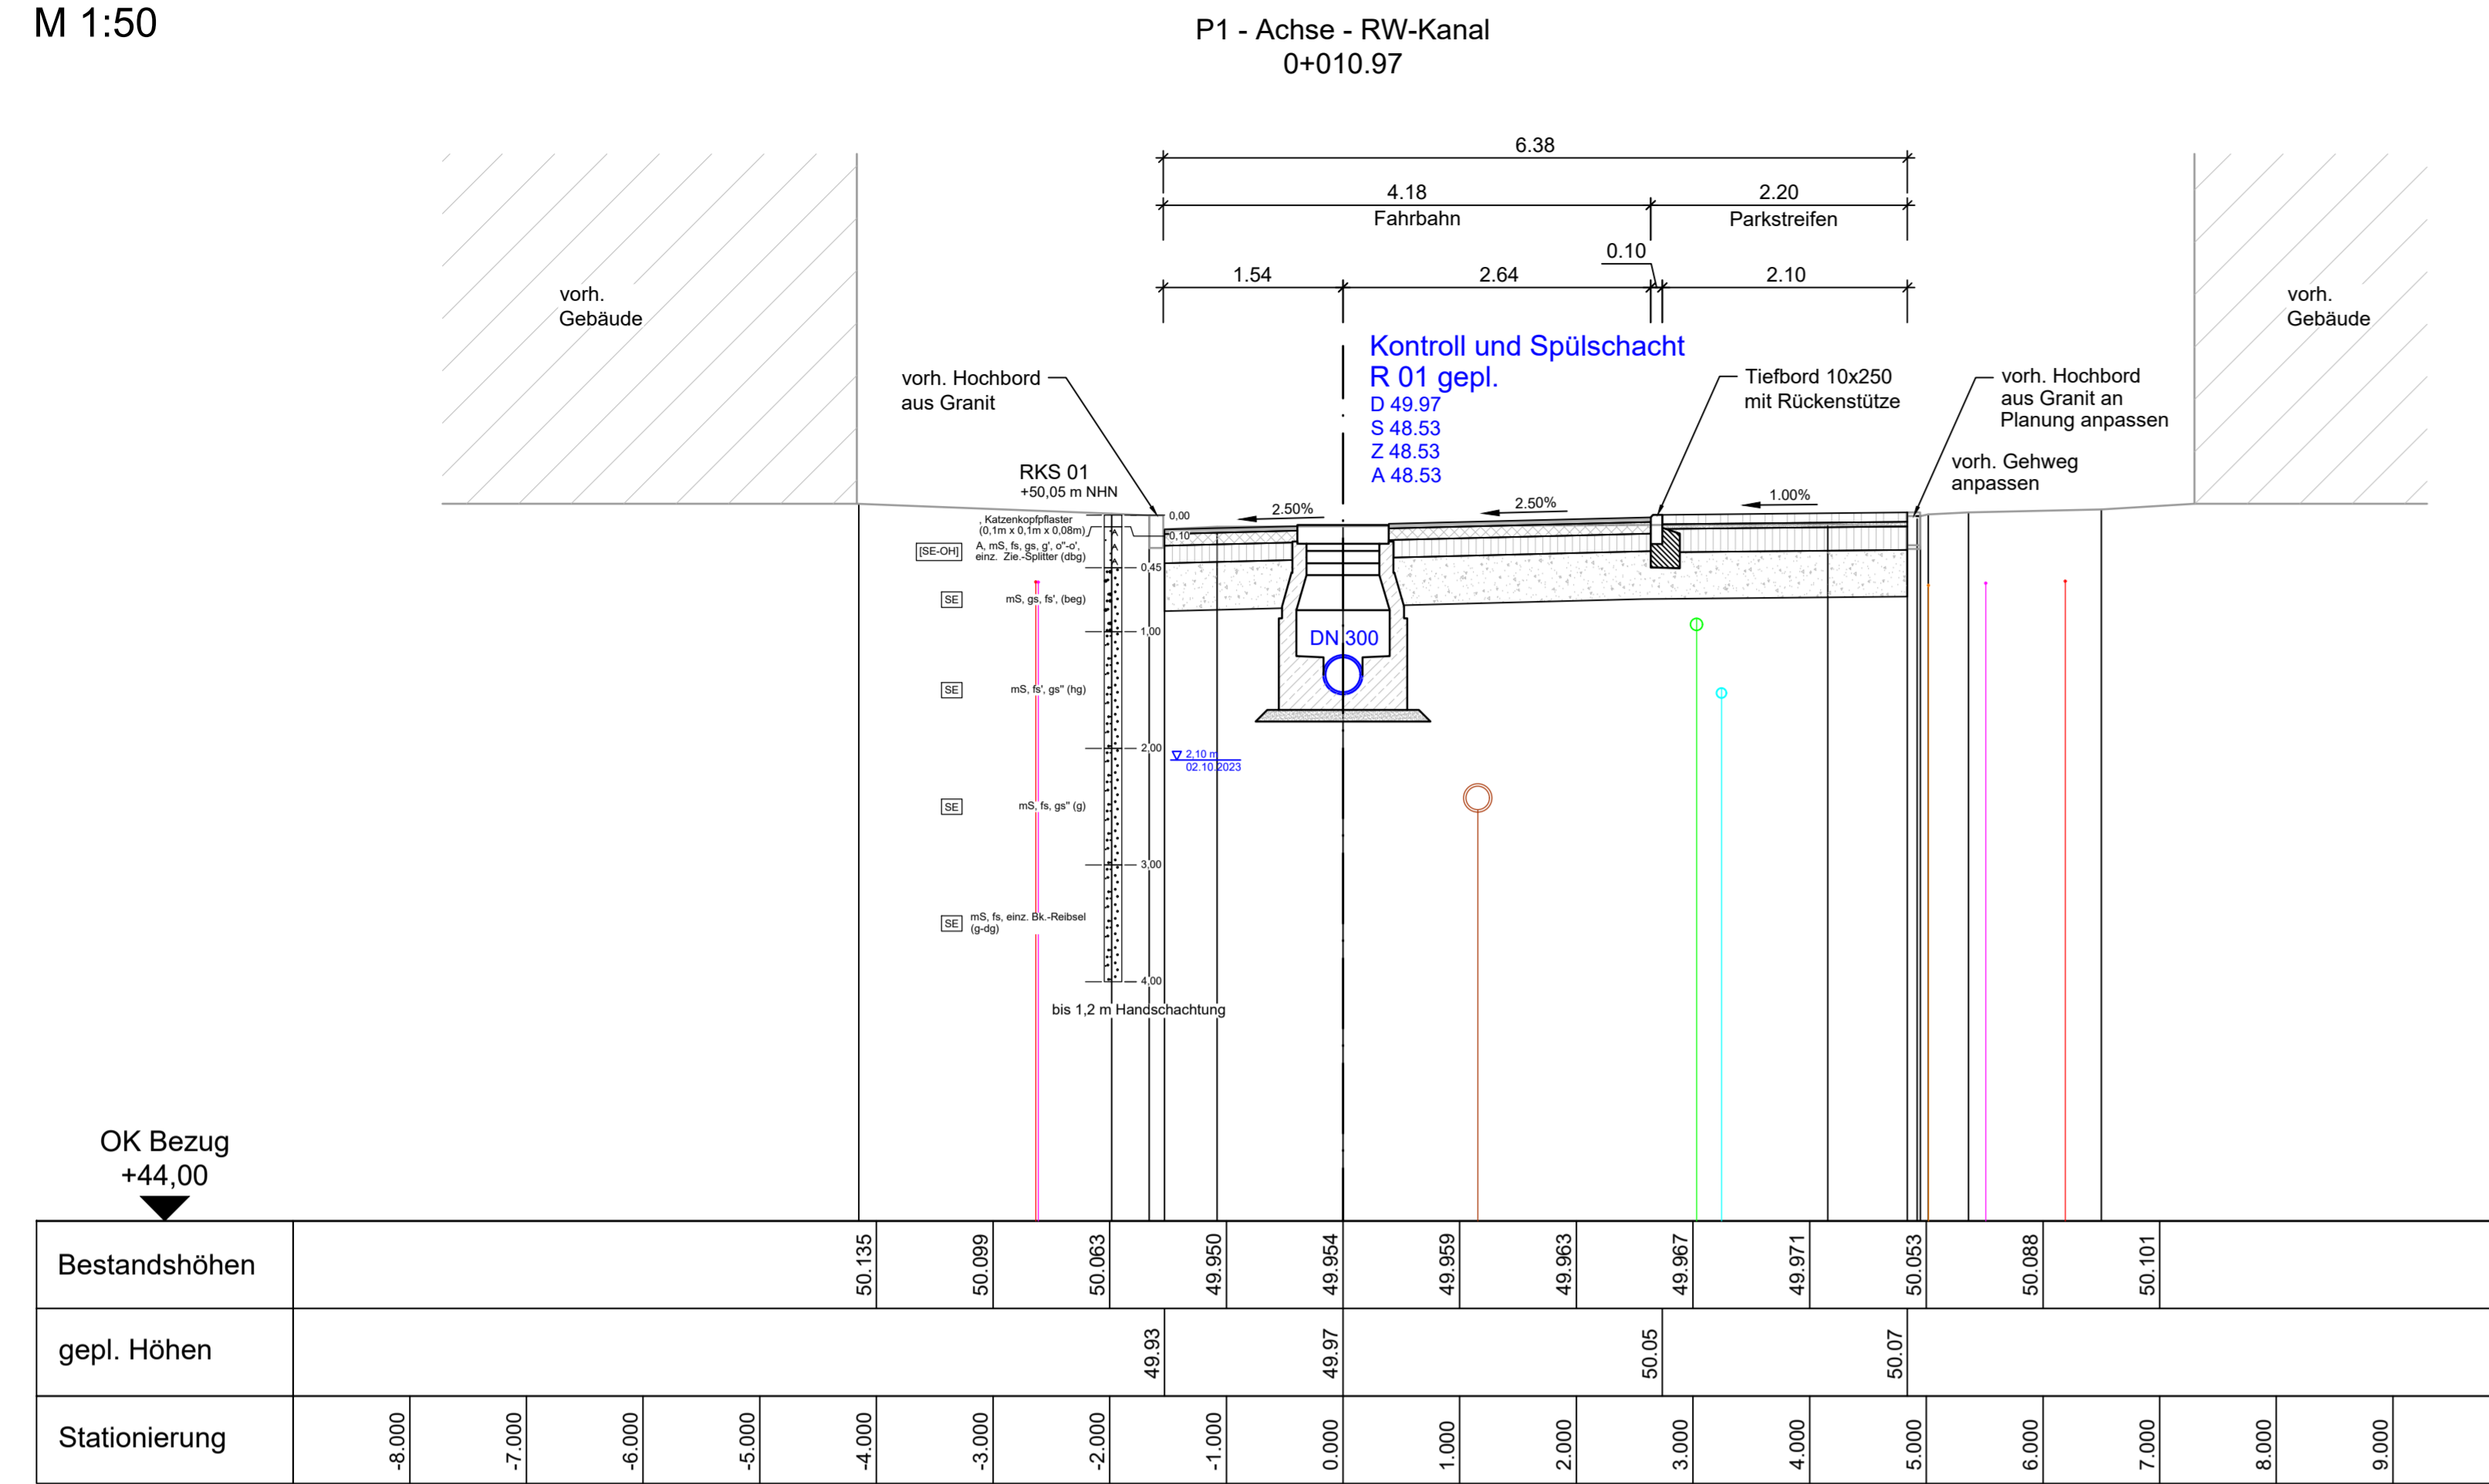 M 1:50
P1 - Achse - RW-Kanal
0+010.97
6.38
4.18
2.20
Fahrbahn
Parkstreifen
0.10
1.54
2.64
2.10
vorh.
Gebäude
vorh.
Gebäude
Kontroll und Spülschacht
R 01 gepl.
D 49.97
S 48.53
Z 48.53
A 48.53
vorh. Hochbord
aus Granit
Tiefbord 10x250
mit Rückenstütze
vorh. Hochbord
aus Granit an
Planung anpassen
vorh. Gehweg
anpassen
RKS 01
+50,05 m NHN
2.50%
2.50%
1.00%
, Katzenkopfpflaster
(0,1m x 0,1m x 0,08m)
0,00
0,10
[SE-OH]
A, mS, fs, gs, g', o"-o',
einz. Zie.-Splitter (dbg)
A
A
A
0,45
SE
mS, gs, fs', (beg)
1,00
DN 300
SE
mS, fs', gs" (hg)
2,00
2,10 m
02.10.2023
SE
mS, fs, gs" (g)
3,00
SE
mS, fs, einz. Bk.-Reibsel
(g-dg)
4,00
bis 1,2 m Handschachtung
OK Bezug
+44,00
Bestandshöhen
50.135
50.099
50.063
49.950
49.954
49.959
49.963
49.967
49.971
50.053
50.088
50.101
gepl. Höhen
49.93
49.97
50.05
50.07
Stationierung
-8.000
-7.000
-6.000
-5.000
-4.000
-3.000
-2.000
-1.000
0.000
1.000
2.000
3.000
4.000
5.000
6.000
7.000
8.000
9.000